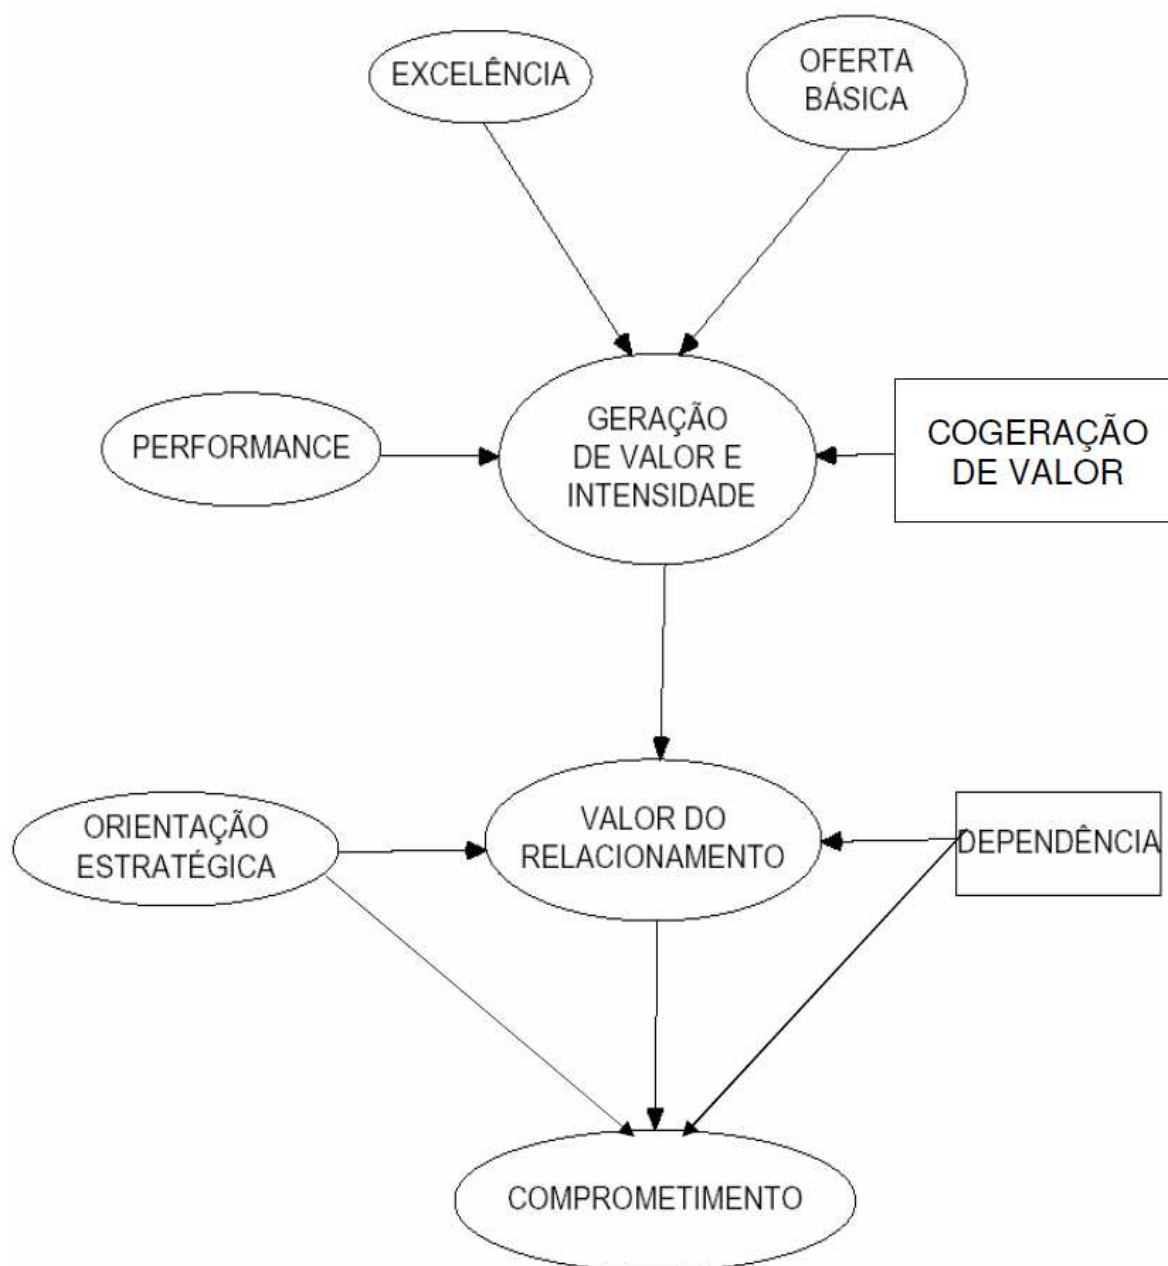 EXCELÊNCIA
OFERTA
BÁSICA
PERFORMANCE
GERAÇÃO
DE VALOR E
INTENSIDADE
COGERAÇÃO
DE VALOR
ORIENTAÇÃO
ESTRATÉGICA
VALOR DO
RELACIONAMENTO
DEPENDÊNCIA
COMPROMETIMENTO